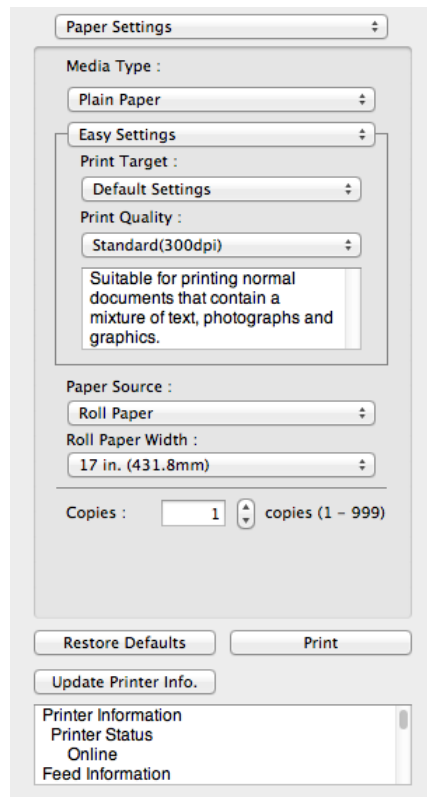 Paper Settings
Media Type :
Plain Paper
Easy Settings
Print Target :
Default Settings
Print Quality :
Standard(300dpi)
Suitable for printing normal
documents that contain a
mixture of text, photographs and
graphics.
Paper Source :
Roll Paper
Roll Paper Width :
17 in. (431.8mm)
Copies : 1 copies (1 – 999)
Restore Defaults Print
Update Printer Info.
Printer Information
Printer Status
Online
Feed Information